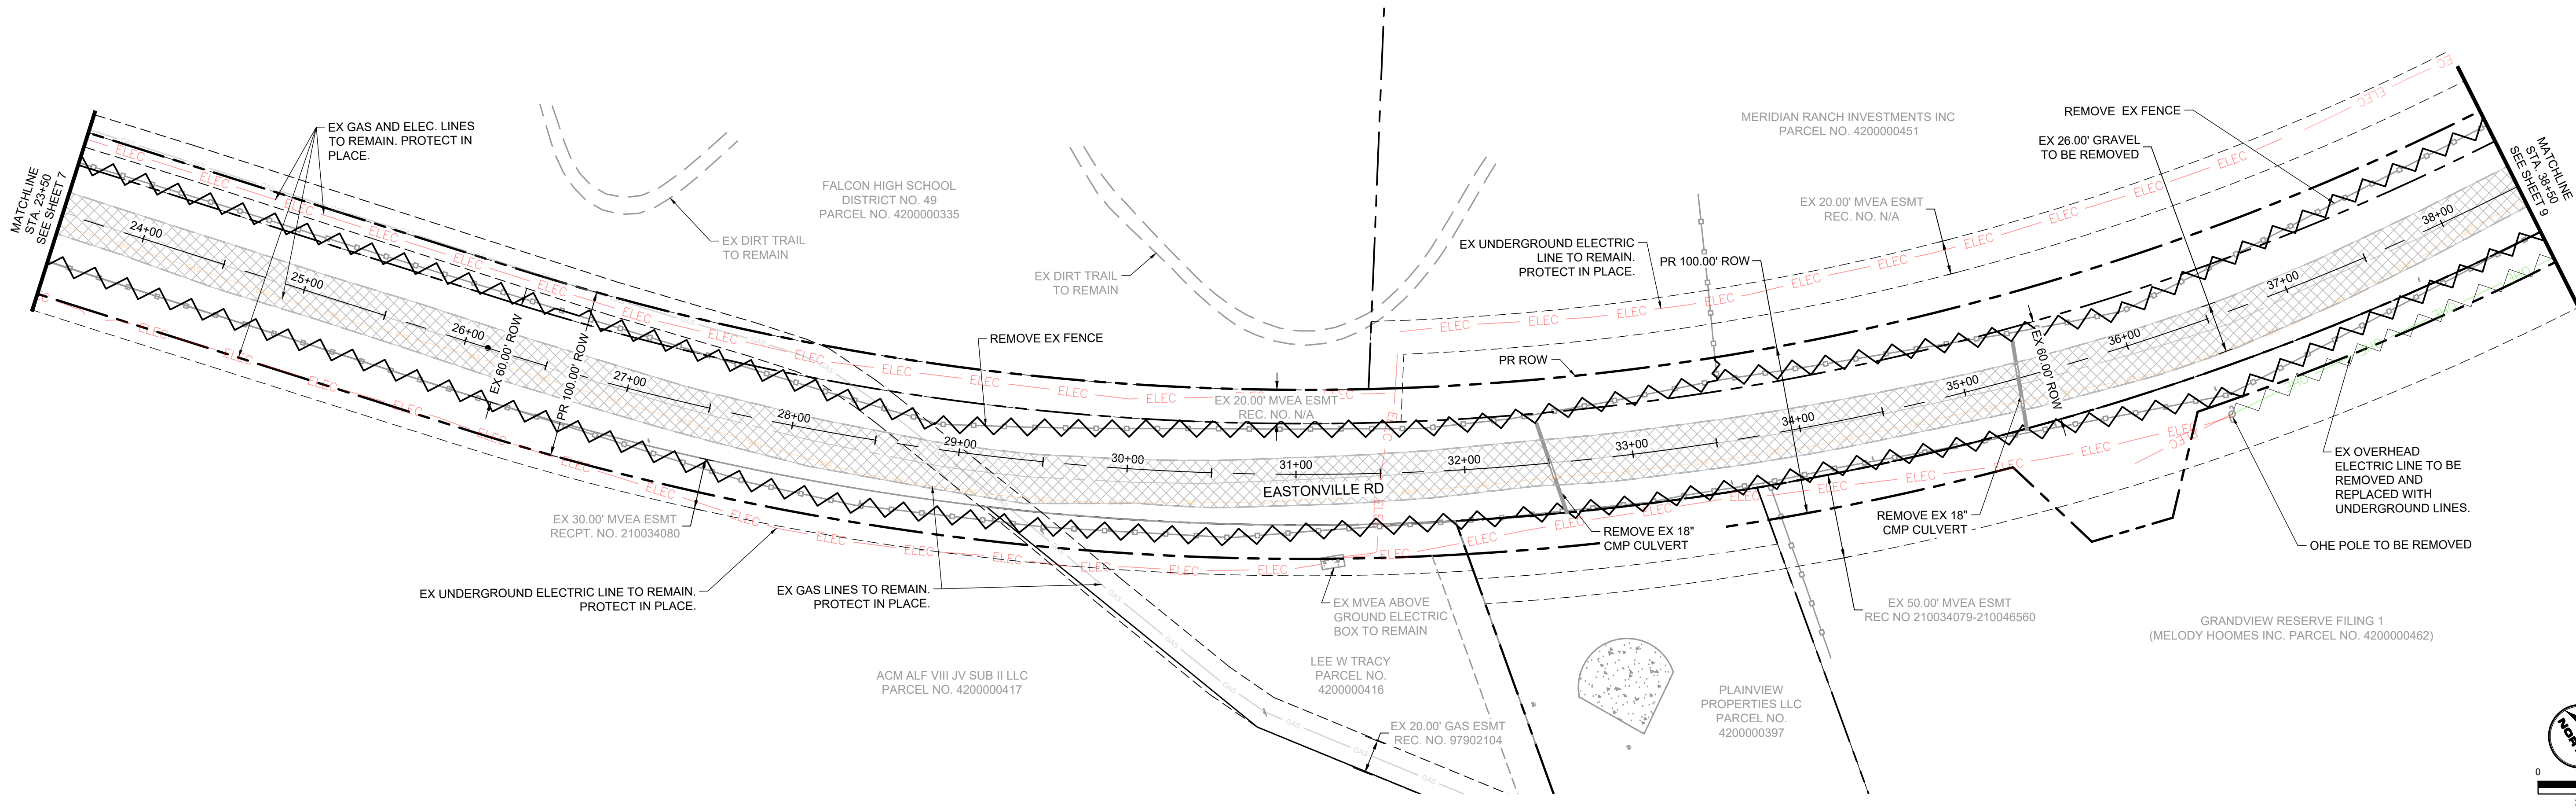 MATCHLINE
STA. 23+50
SEE SHEET 7
EX GAS AND ELEC. LINES
TO REMAIN. PROTECT IN
PLACE.
FALCON HIGH SCHOOL
DISTRICT NO. 49
PARCEL NO. 4200000335
EX DIRT TRAIL
TO REMAIN
EX DIRT TRAIL
TO REMAIN
REMOVE EX FENCE
MERIDIAN RANCH INVESTMENTS INC
PARCEL NO. 4200000451
REMOVE EX FENCE
EX 26.00' GRAVEL
TO BE REMOVED
EX 20.00' MVEA ESMT
REC. NO. N/A
EX UNDERGROUND ELECTRIC
LINE TO REMAIN.
PROTECT IN PLACE.
PR 100.00' ROW
PR ROW
MATCHLINE
STA. 38+50
SEE SHEET 9
EX 20.00' MVEA ESMT
REC. NO. N/A
24+00
25+00
26+00
27+00
28+00
29+00
30+00
31+00
32+00
33+00
34+00
35+00
36+00
37+00
38+00
EX 60.00' ROW
PR 100.00' ROW
EX 60.00' ROW
EASTONVILLE RD
ELEC
GAS
OHE
EX 30.00' MVEA ESMT
RECPT. NO. 210034080
EX UNDERGROUND ELECTRIC LINE TO REMAIN.
PROTECT IN PLACE.
EX GAS LINES TO REMAIN.
PROTECT IN PLACE.
REMOVE EX 18"
CMP CULVERT
REMOVE EX 18"
CMP CULVERT
EX MVEA ABOVE
GROUND ELECTRIC
BOX TO REMAIN
EX OVERHEAD
ELECTRIC LINE TO BE
REMOVED AND
REPLACED WITH
UNDERGROUND LINES.
OHE POLE TO BE REMOVED
EX 50.00' MVEA ESMT
REC NO 210034079-210046560
GRANDVIEW RESERVE FILING 1
(MELODY HOOMES INC. PARCEL NO. 4200000462)
ACM ALF VIII JV SUB II LLC
PARCEL NO. 4200000417
LEE W TRACY
PARCEL NO.
4200000416
PLAINVIEW
PROPERTIES LLC
PARCEL NO.
4200000397
EX 20.00' GAS ESMT
REC. NO. 97902104
0